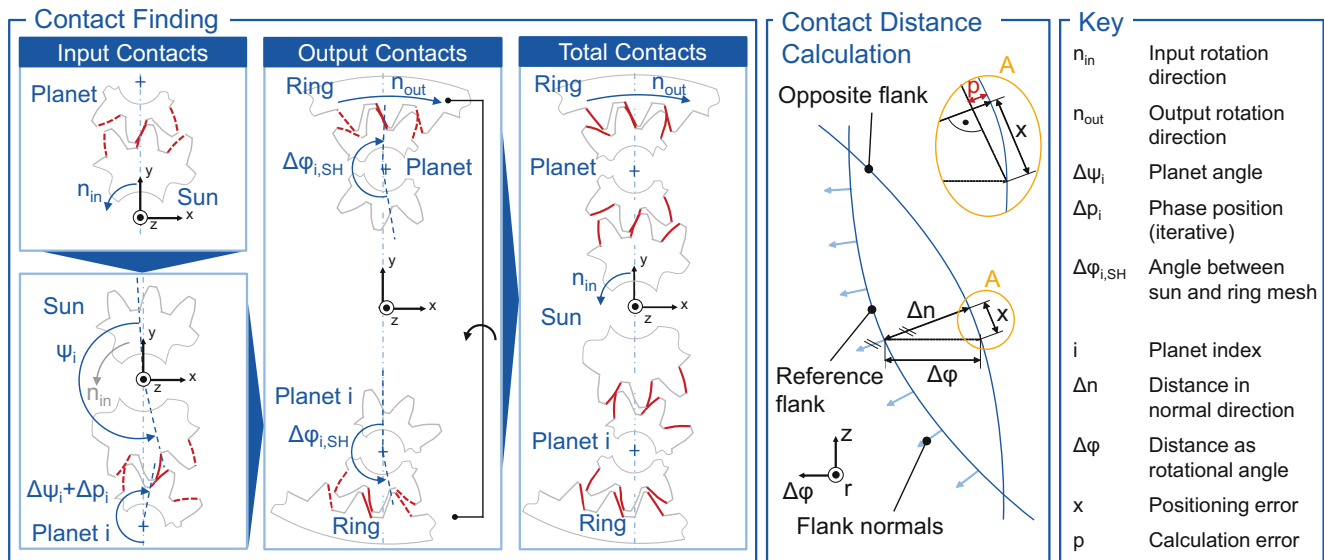 Contact Finding
Input Contacts
Planet
n_in
y
Sun
z
x
Sun
y
ψ_i
z
x
n_in
Δψ_i+Δp_i
Planet i
Output Contacts
Ring
n_out
Δφ_i,SH
Planet
y
z
x
Planet i
Δφ_i,SH
Ring
Total Contacts
Ring
n_out
Planet
n_in
y
Sun
z
x
Planet i
Ring
Contact Distance
Calculation
A
p
x
Opposite flank
A
Δn
x
Δφ
Reference
flank
z
Δφ
r
Flank normals
Key
n_in Input rotation
direction
n_out Output rotation
direction
Δψ_i Planet angle
Δp_i Phase position
(iterative)
Δφ_i,SH Angle between
sun and ring mesh
i Planet index
Δn Distance in
normal direction
Δφ Distance as
rotational angle
x Positioning error
p Calculation error